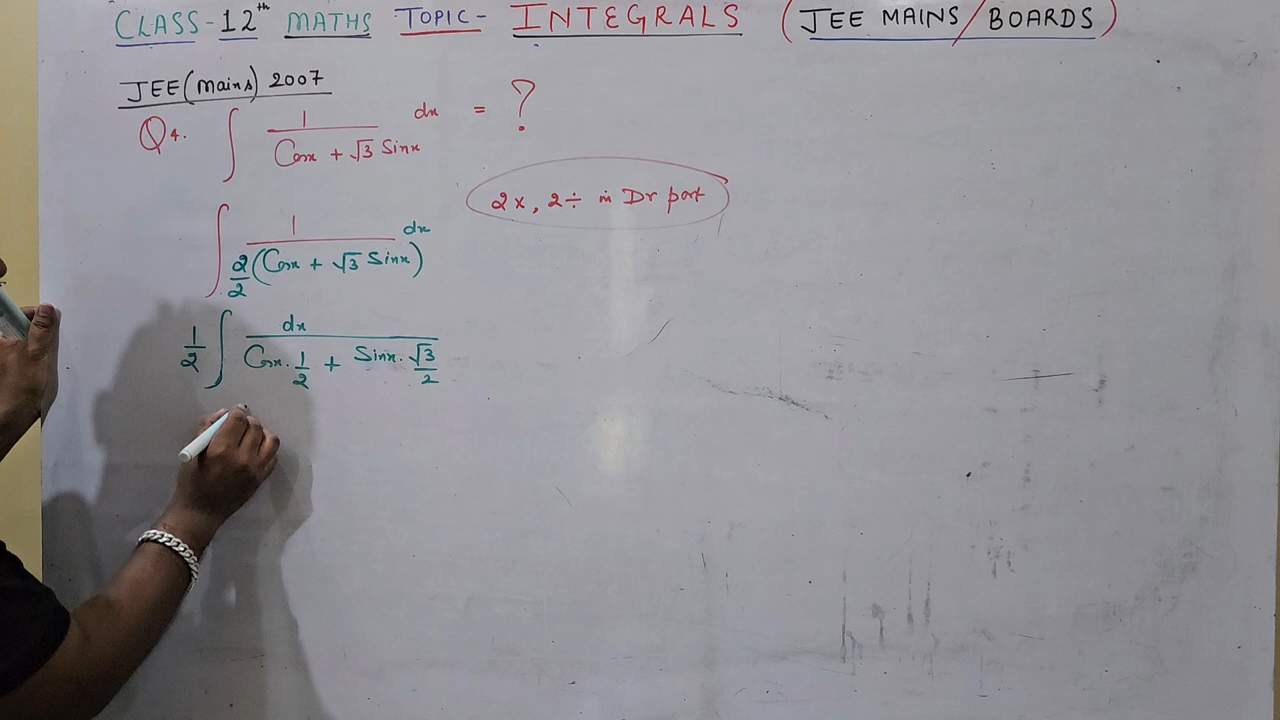 CLASS-12th MATHS TOPIC- INTEGRALS (JEE MAINS/BOARDS)
JEE(mains) 2007
Q4. ∫ 1/(Cosx + √3 Sinx) dx = ?
2×, 2÷ in Dr part
∫ 1/(2/2 (Cosx + √3 Sinx)) dx
1/2 ∫ dx/(Cosx. 1/2 + Sinx. √3/2)